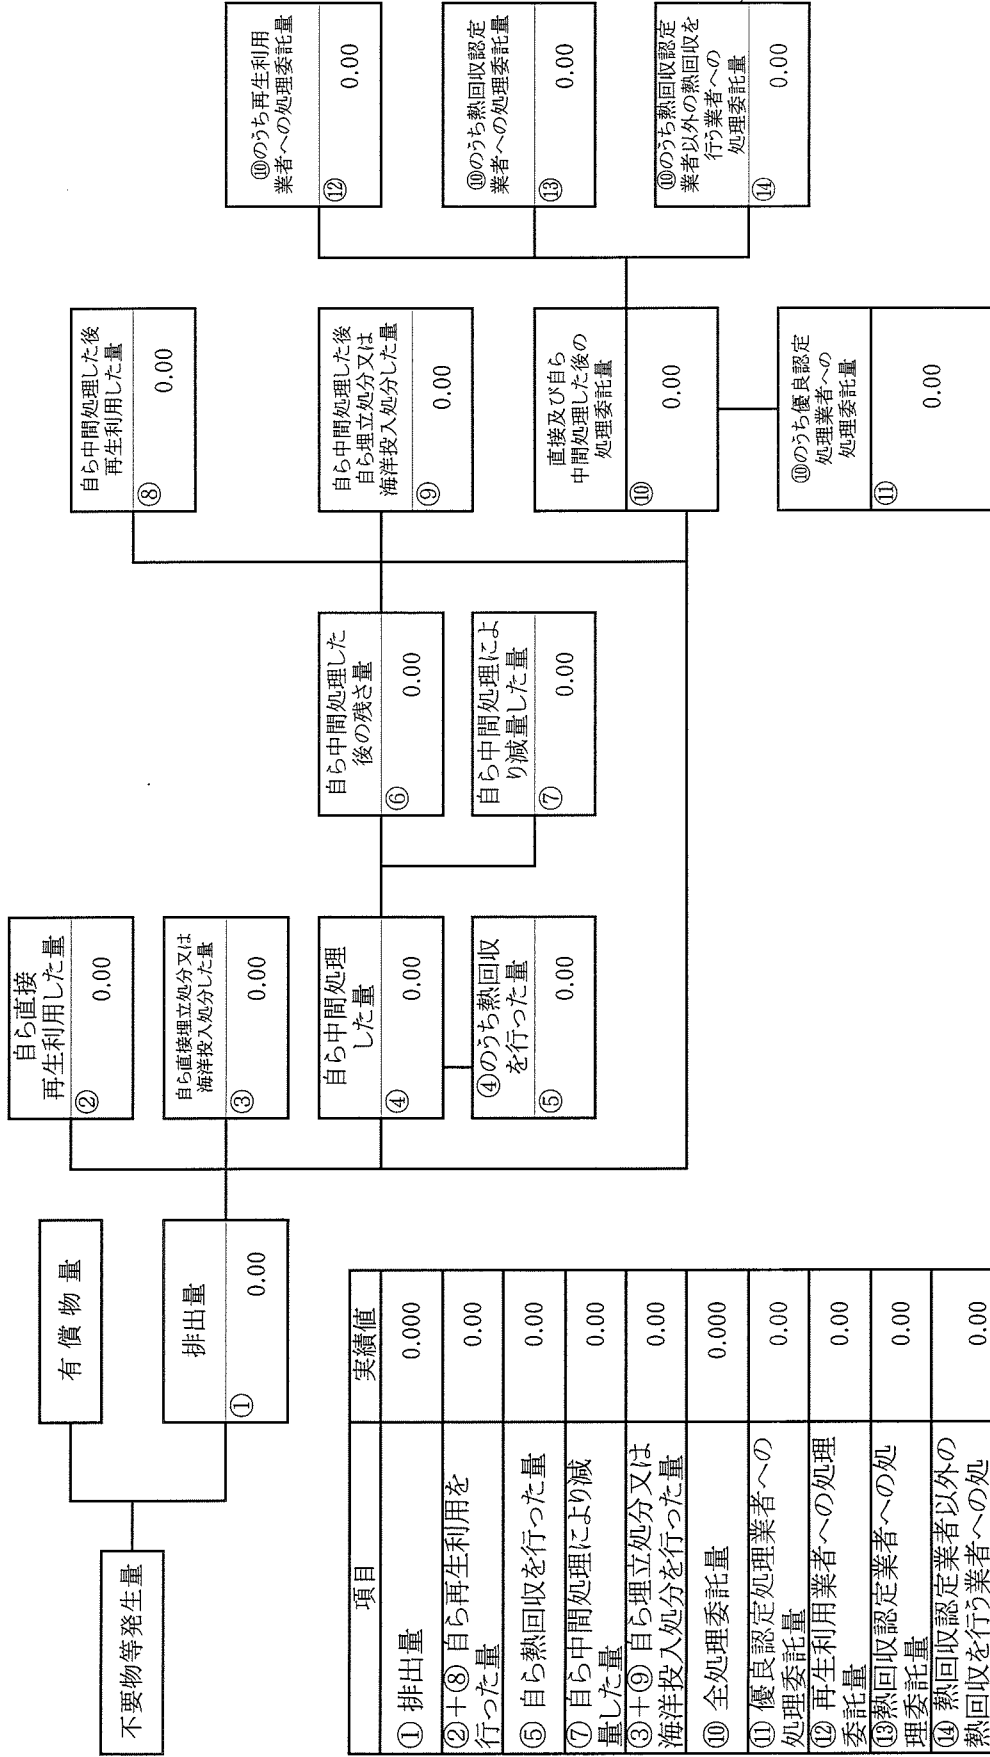 不要物等発生量
有償物量
排出量
① 0.00
自ら直接
再生利用した量
② 0.00
自ら直接埋立処分又は
海洋投入処分した量
③ 0.00
自ら中間処理
した量
④ 0.00
④のうち熱回収
を行った量
⑤ 0.00
自ら中間処理した
後の残さ量
⑥ 0.00
自ら中間処理によ
り減量した量
⑦ 0.00
自ら中間処理した後
再生利用した量
⑧ 0.00
自ら中間処理した後
自ら埋立処分又は
海洋投入処分した量
⑨ 0.00
直接及び自ら
中間処理した後の
処理委託量
⑩ 0.00
⑩のうち優良認定
処理業者への
処理委託量
⑪ 0.00
⑩のうち再生利用
業者への処理委託量
⑫ 0.00
⑩のうち熱回収認定
業者への処理委託量
⑬ 0.00
⑩のうち熱回収認定
業者以外の熱回収を
行う業者への
処理委託量
⑭ 0.00
項目 実績値
① 排出量 0.000
②＋⑧ 自ら再生利用を
行った量 0.00
⑤ 自ら熱回収を行った量 0.00
⑦ 自ら中間処理により減
量した量 0.00
③＋⑨ 自ら埋立処分又は
海洋投入処分を行った量 0.00
⑩ 全処理委託量 0.000
⑪ 優良認定処理業者への
処理委託量 0.00
⑫ 再生利用業者への処理
委託量 0.00
⑬熱回収認定業者への処
理委託量 0.00
⑭ 熱回収認定業者以外の
熱回収を行う業者への処 0.00